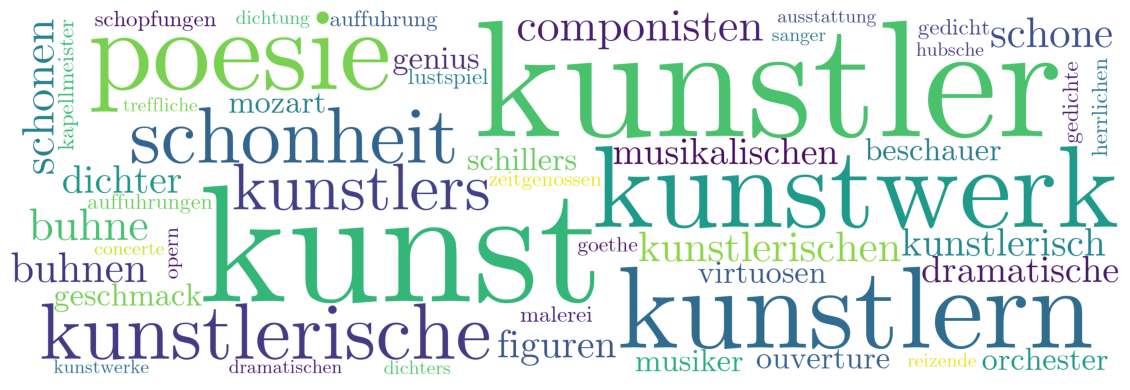 schopfungen
dichtung
auffuhrung
componisten
ausstattung
sanger
gedicht
schone
hubsche
schonen
kapellmeister
poesie
genius
lustspiel
kunstler
gedichte
herrlichen
treffliche
mozart
schonheit
schillers
musikalischen
beschauer
dichter
kunstlers
zeitgenossen
kunstwerk
auffuhrungen
buhne
concerte
opern
kunst
goethe
kunstlerischen
kunstlerisch
buhnen
virtuosen
dramatische
geschmack
kunstlern
malerei
kunstlerische
figuren
kunstwerke
dramatischen
dichters
musiker
ouverture
reizende
orchester